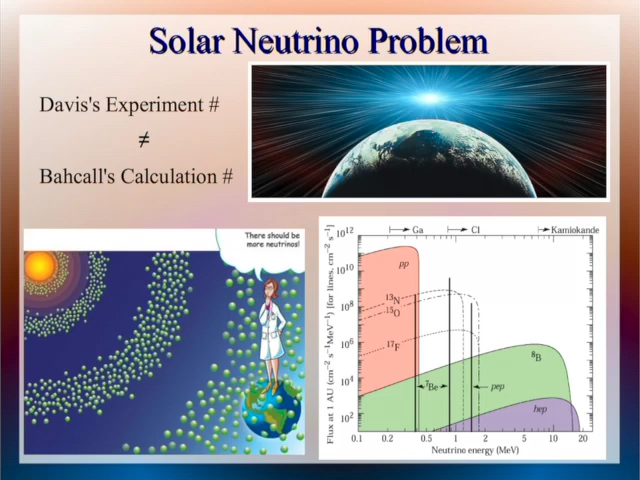 Solar Neutrino Problem
Davis's Experiment #
≠
Bahcall's Calculation #
There should be
more neutrinos!
Ga
Cl
Kamiokande
Flux at 1 AU (cm⁻² s⁻¹MeV⁻¹) [for lines, cm⁻² s⁻¹]
10¹²
10¹⁰
10⁸
10⁶
10⁴
10²
pp
¹³N
¹⁵O
¹⁷F
⁸B
⁷Be
pep
hep
0.1 0.2 0.5 1 2 5 10 20
Neutrino energy (MeV)